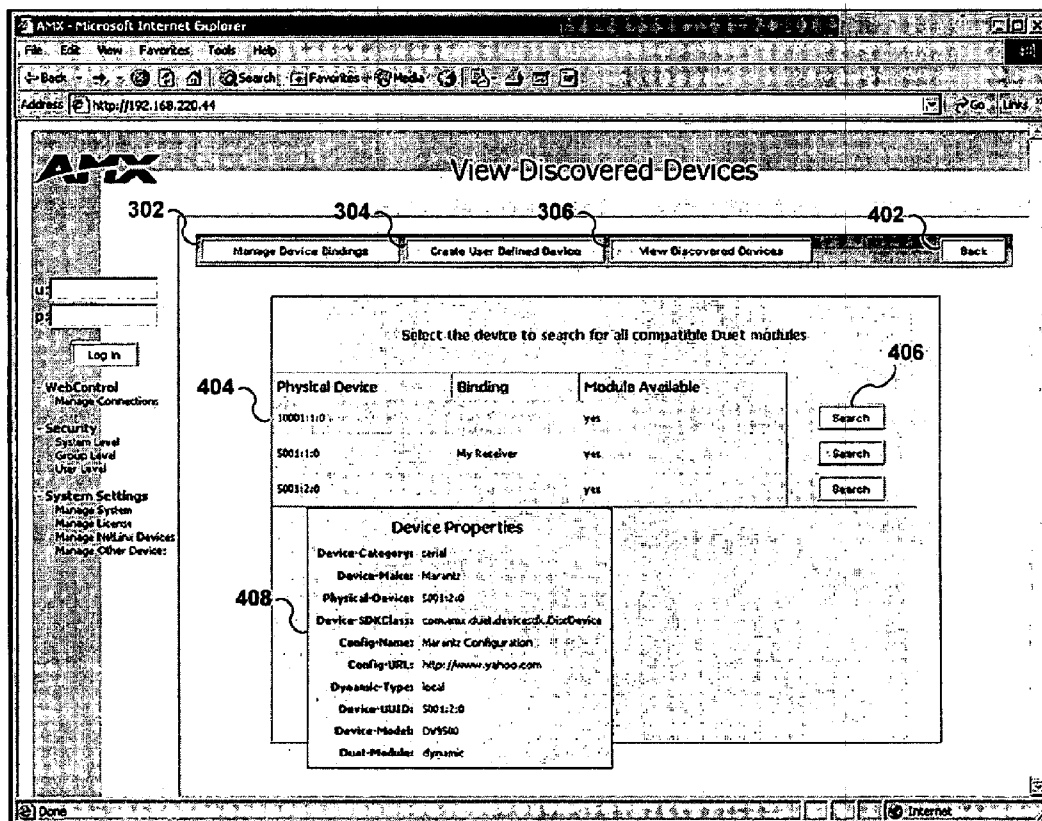 AMX - Microsoft Internet Explorer
File Edit View Favorites Tools Help
Back Search Favorites Media
Address http://192.168.220.44 Go Links
AMX
View Discovered Devices
302 304 306 402
Manage Device Bindings Create User Defined Device View Discovered Devices Back
u:
p:
Log In
WebControl
Manage Connections
Security
System Level
Group Level
User Level
System Settings
Manage System
Manage License
Manage NetLinx Devices
Manage Other Devices
Select the device to search for all compatible Duet modules
406
404
Physical Device Binding Module Available
10001:1:0 yes Search
5001:1:0 My Receiver yes Search
5001:2:0 yes Search
Device Properties
Device-Category: serial
Device-Make: Marantz
Physical-Device: 5001:2:0
408
Device-SDKClass: com.amx.duet.devicesdk.DiscDevice
Config-Name: Marantz Configuration
Config-URL: http://www.yahoo.com
Dynamic-Type: local
Device-UUID: 5001:2:0
Device-Model: DV9500
Duet-Module: dynamic
Done Internet